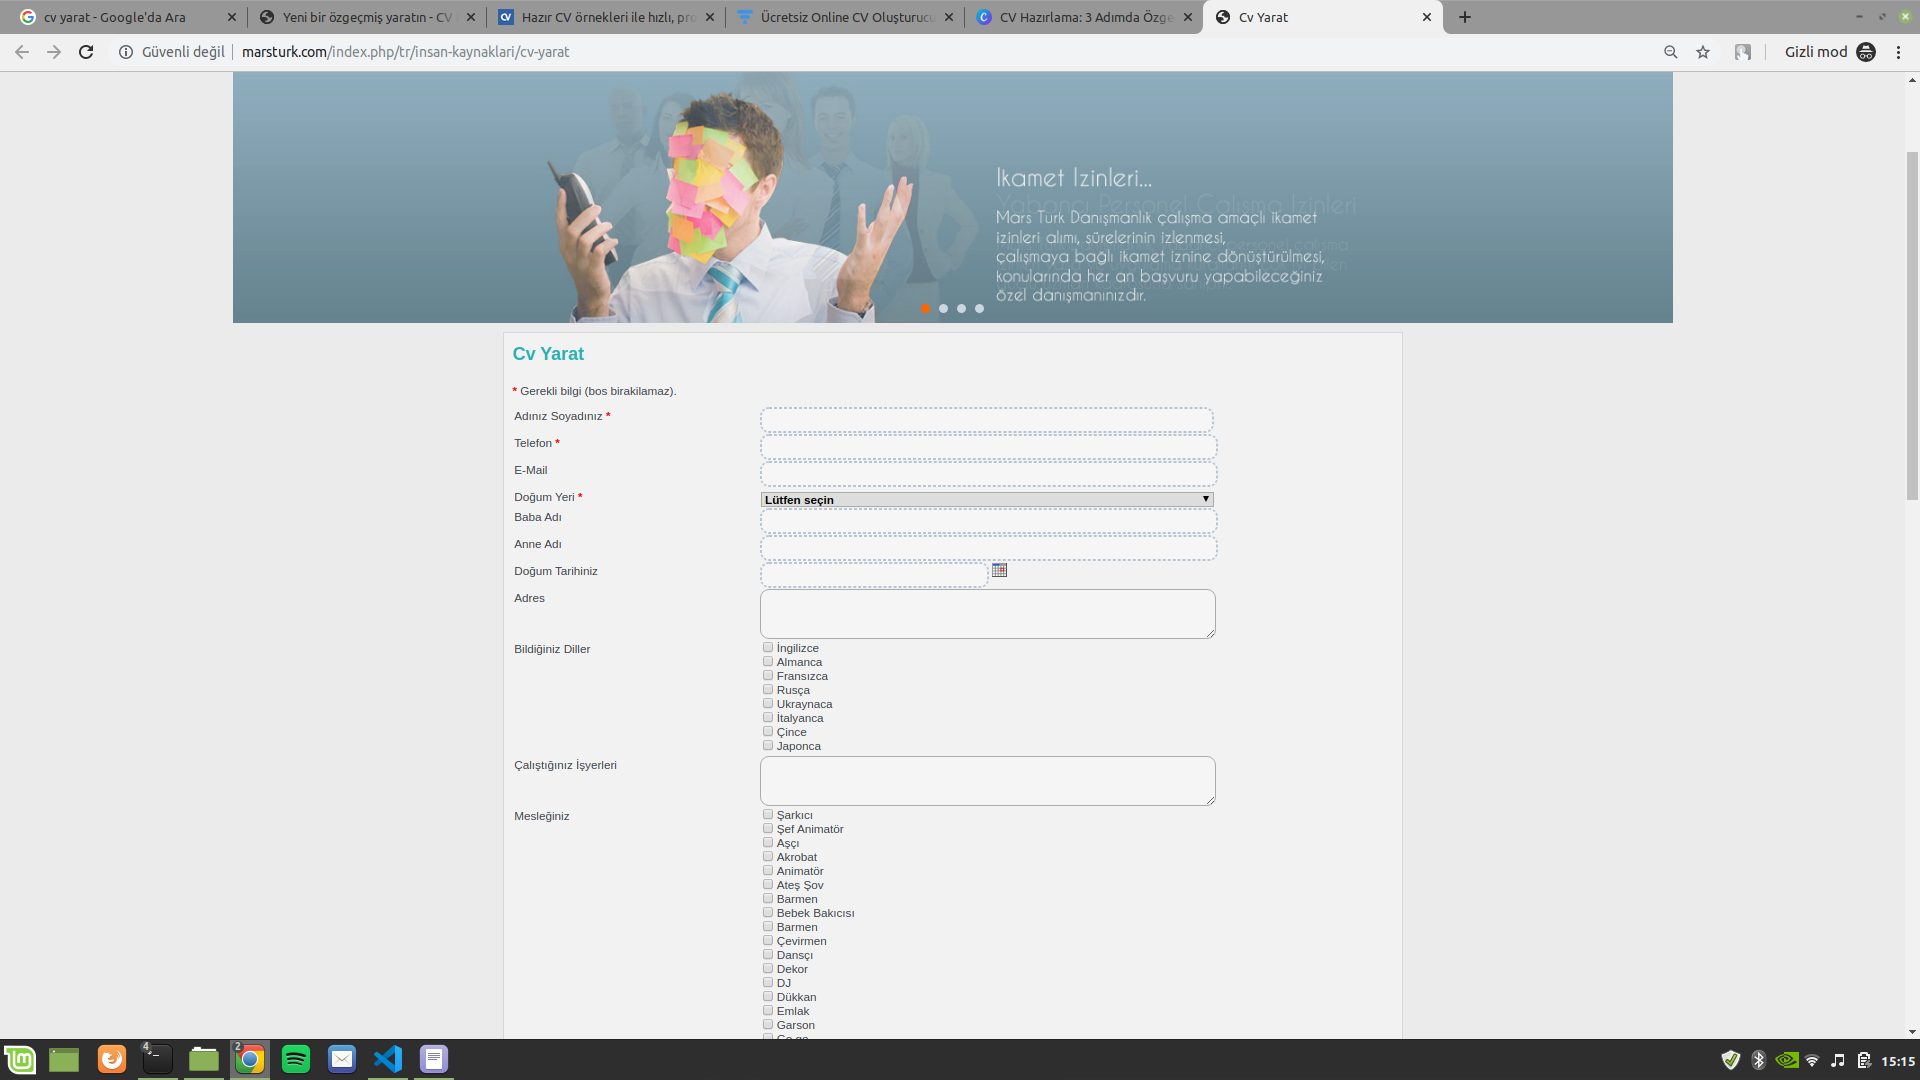 cv yarat - Google'da Ara
Yeni bir özgeçmiş yaratın - CV
Hazır CV örnekleri ile hızlı, pro
Ücretsiz Online CV Oluşturucu
CV Hazırlama: 3 Adımda Özge
Cv Yarat
Güvenli değil
marsturk.com/index.php/tr/insan-kaynaklari/cv-yarat
Gizli mod
Ikamet Izinleri...
Yabancı Personel Calısma Izinleri
Mars Turk Danışmanlık çalışma amaçlı ikamet
izinleri alımı, sürelerinin izlenmesi,
çalışmaya bağlı ikamet iznine dönüştürülmesi,
konularında her an başvuru yapabileceğiniz
özel danışmanınızdır.
Cv Yarat
* Gerekli bilgi (bos birakilamaz).
Adınız Soyadınız *
Telefon *
E-Mail
Doğum Yeri *
Lütfen seçin
Baba Adı
Anne Adı
Doğum Tarihiniz
Adres
Bildiğiniz Diller
İngilizce
Almanca
Fransızca
Rusça
Ukraynaca
İtalyanca
Çince
Japonca
Çalıştığınız İşyerleri
Mesleğiniz
Şarkıcı
Şef Animatör
Aşçı
Akrobat
Animatör
Ateş Şov
Barmen
Bebek Bakıcısı
Barmen
Çevirmen
Dansçı
Dekor
DJ
Dükkan
Emlak
Garson
4
2
15:15